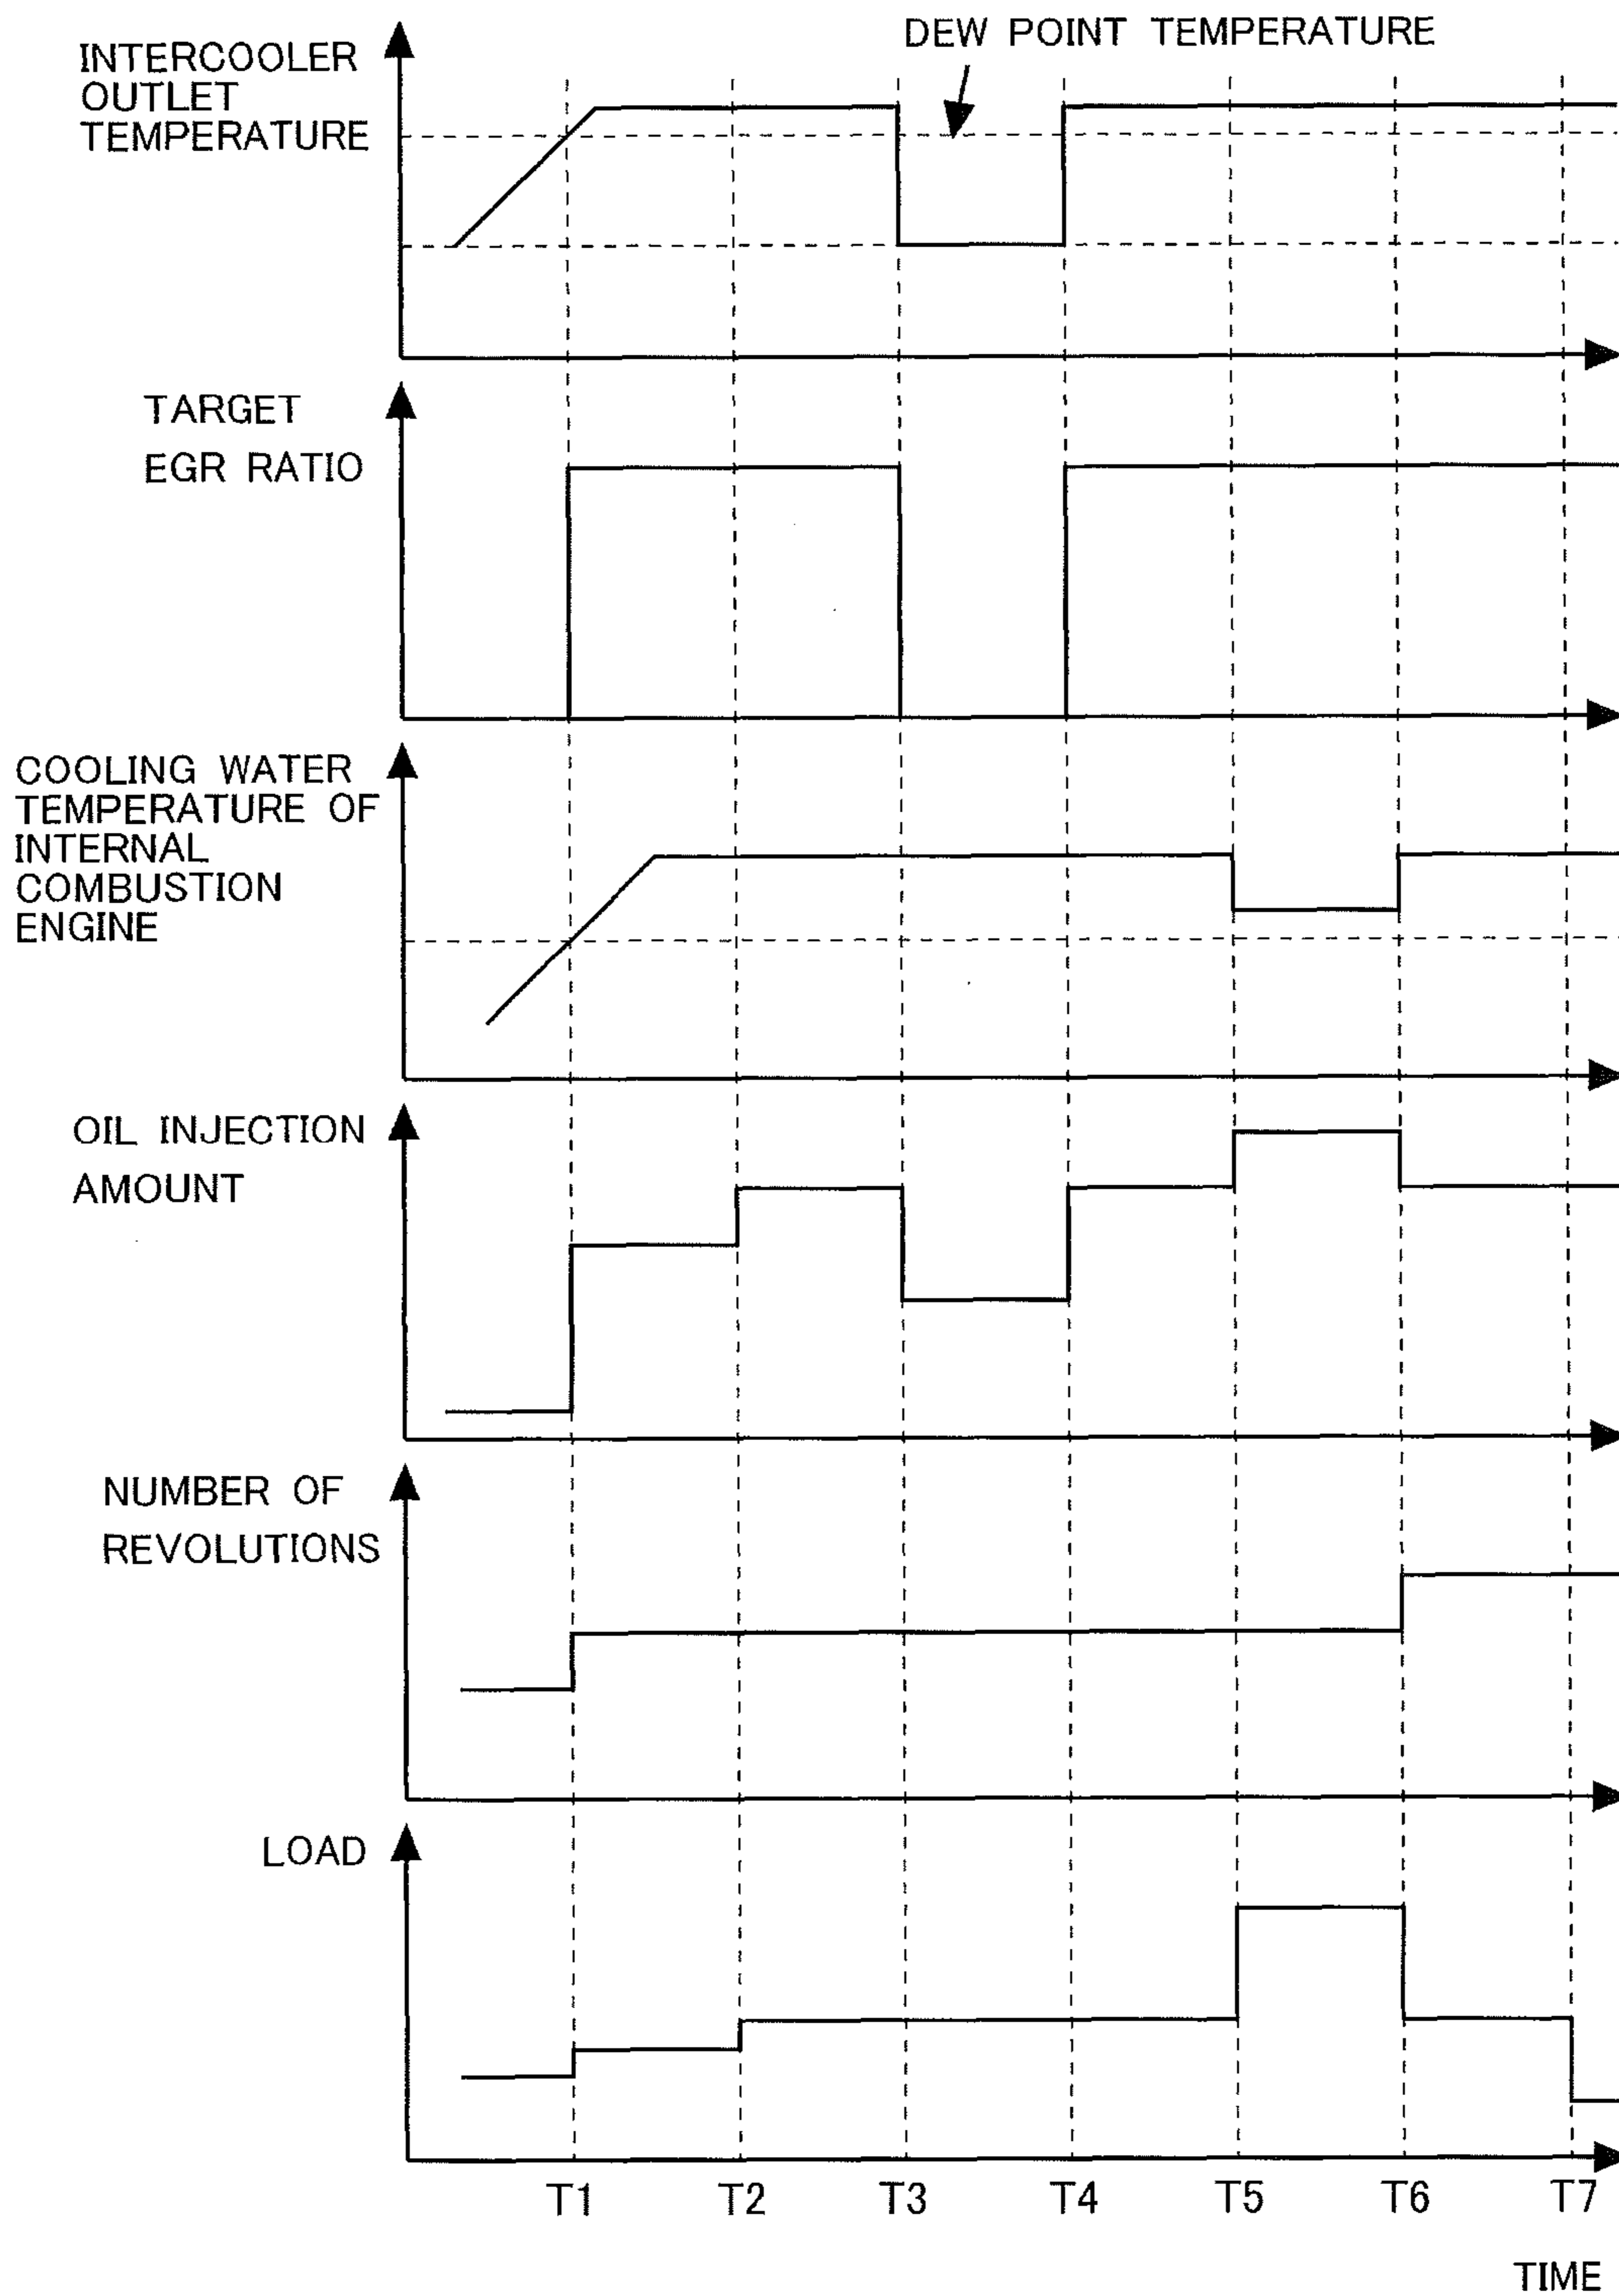 DEW POINT TEMPERATURE
INTERCOOLER
OUTLET
TEMPERATURE
TARGET
EGR RATIO
COOLING WATER
TEMPERATURE OF
INTERNAL
COMBUSTION
ENGINE
OIL INJECTION
AMOUNT
NUMBER OF
REVOLUTIONS
LOAD
T1 T2 T3 T4 T5 T6 T7
TIME